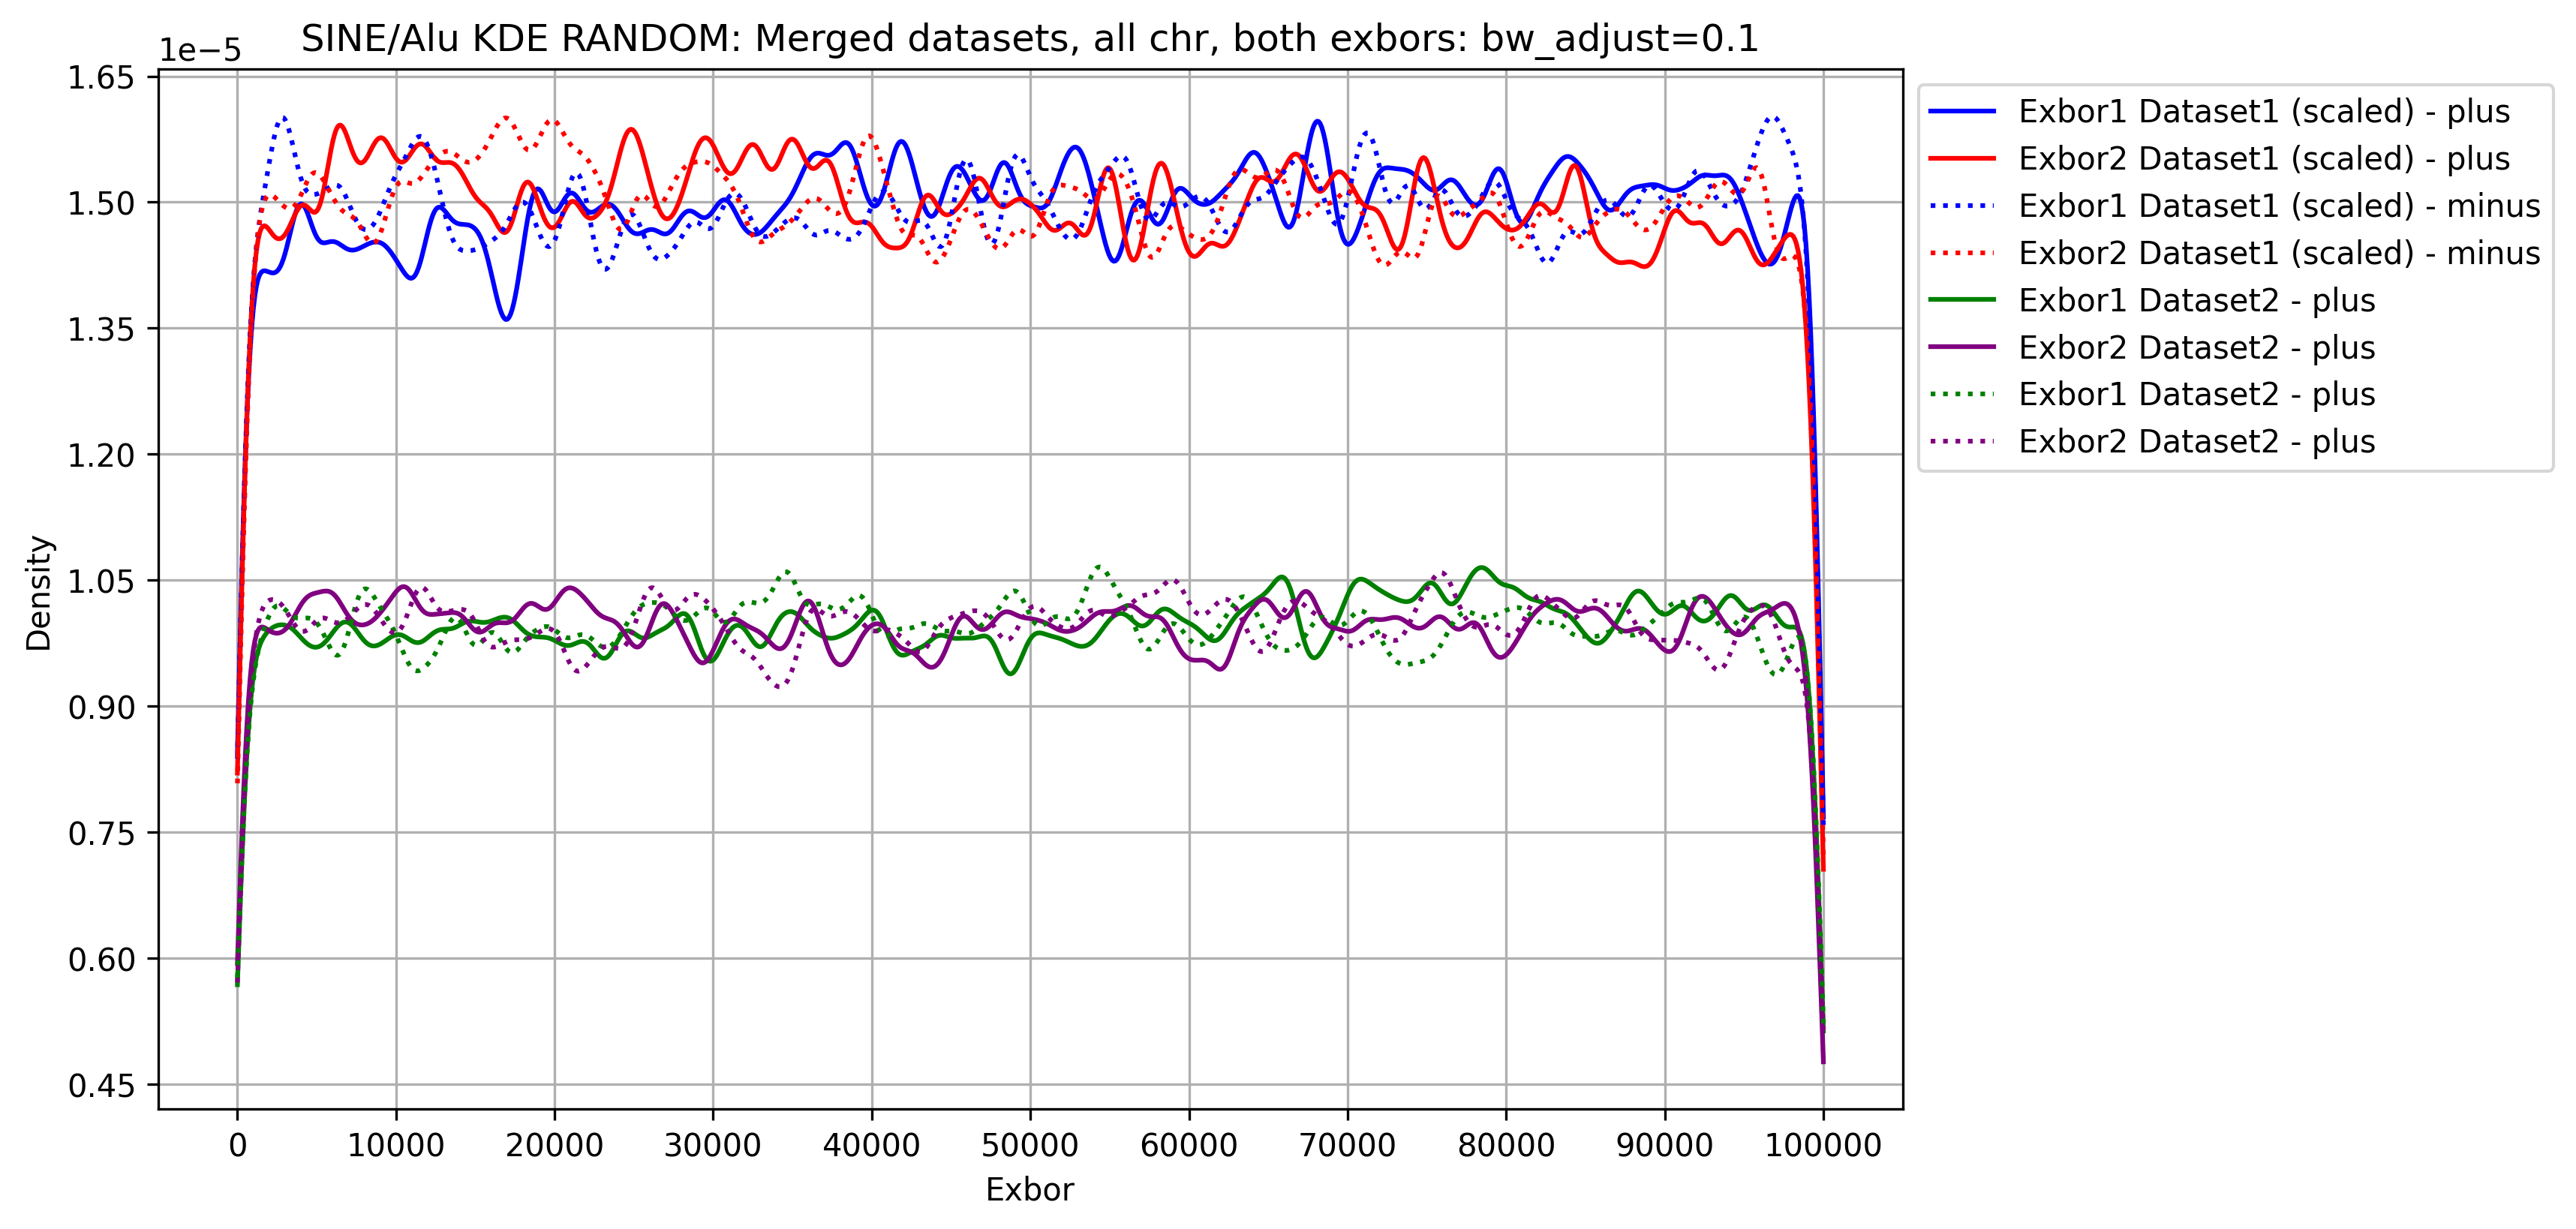 SINE/Alu KDE RANDOM: Merged datasets, all chr, both exbors: bw_adjust=0.1
1e−5
1.65
1.50
1.35
1.20
1.05
0.90
0.75
0.60
0.45
Density
0 10000 20000 30000 40000 50000 60000 70000 80000 90000 100000
Exbor
Exbor1 Dataset1 (scaled) - plus
Exbor2 Dataset1 (scaled) - plus
Exbor1 Dataset1 (scaled) - minus
Exbor2 Dataset1 (scaled) - minus
Exbor1 Dataset2 - plus
Exbor2 Dataset2 - plus
Exbor1 Dataset2 - plus
Exbor2 Dataset2 - plus